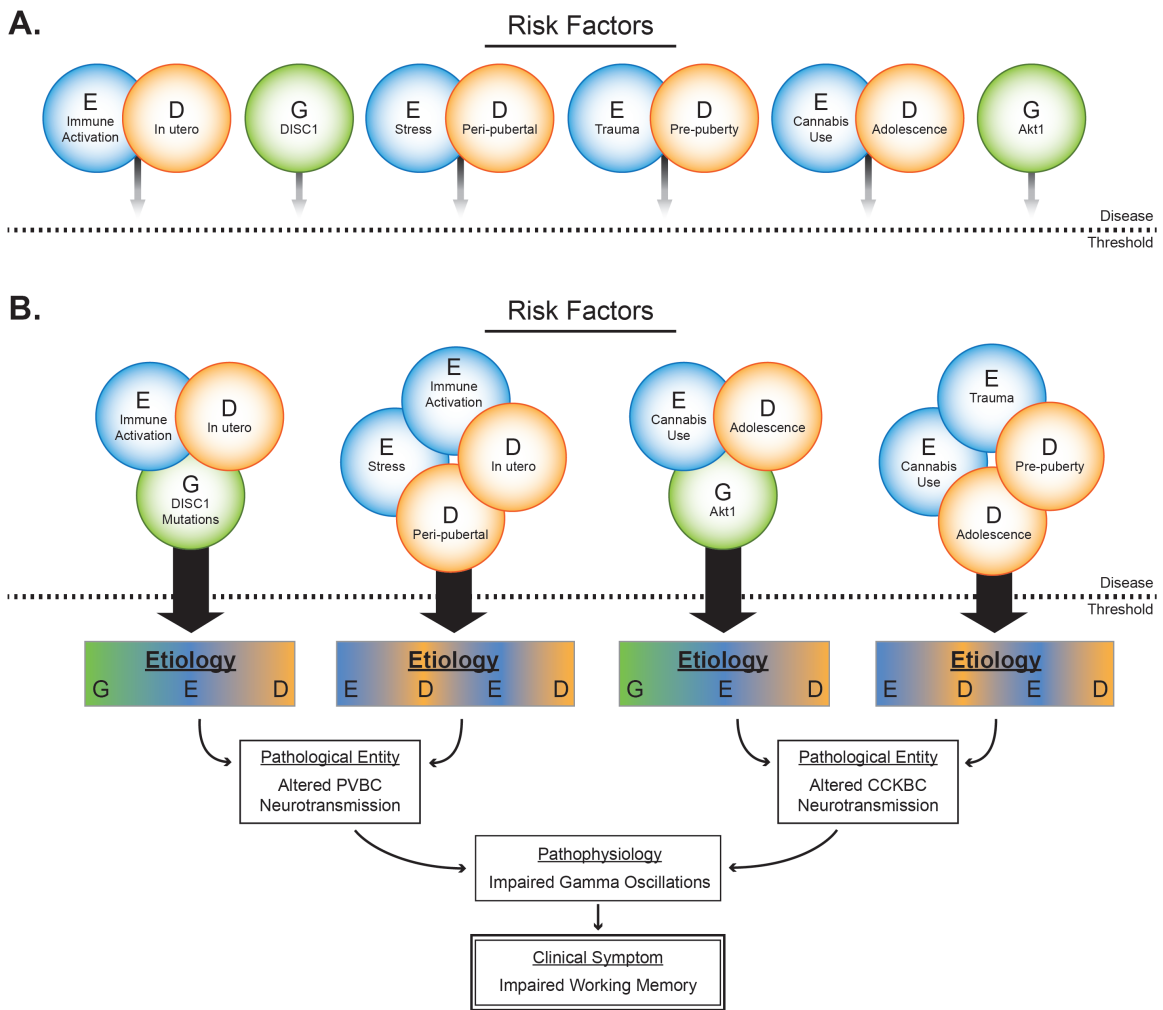 A.
Risk Factors
E
Immune
Activation
D
In utero
G
DISC1
E
Stress
D
Peri-pubertal
E
Trauma
D
Pre-puberty
E
Cannabis
Use
D
Adolescence
G
Akt1
Disease
Threshold
B.
Risk Factors
E
Immune
Activation
D
In utero
G
DISC1
Mutations
E
Immune
Activation
E
Stress
D
In utero
D
Peri-pubertal
E
Cannabis
Use
D
Adolescence
G
Akt1
E
Trauma
E
Cannabis
Use
D
Pre-puberty
D
Adolescence
Disease
Threshold
Etiology
G E D
Etiology
E D E D
Etiology
G E D
Etiology
E D E D
Pathological Entity
Altered PVBC
Neurotransmission
Pathological Entity
Altered CCKBC
Neurotransmission
Pathophysiology
Impaired Gamma Oscillations
Clinical Symptom
Impaired Working Memory